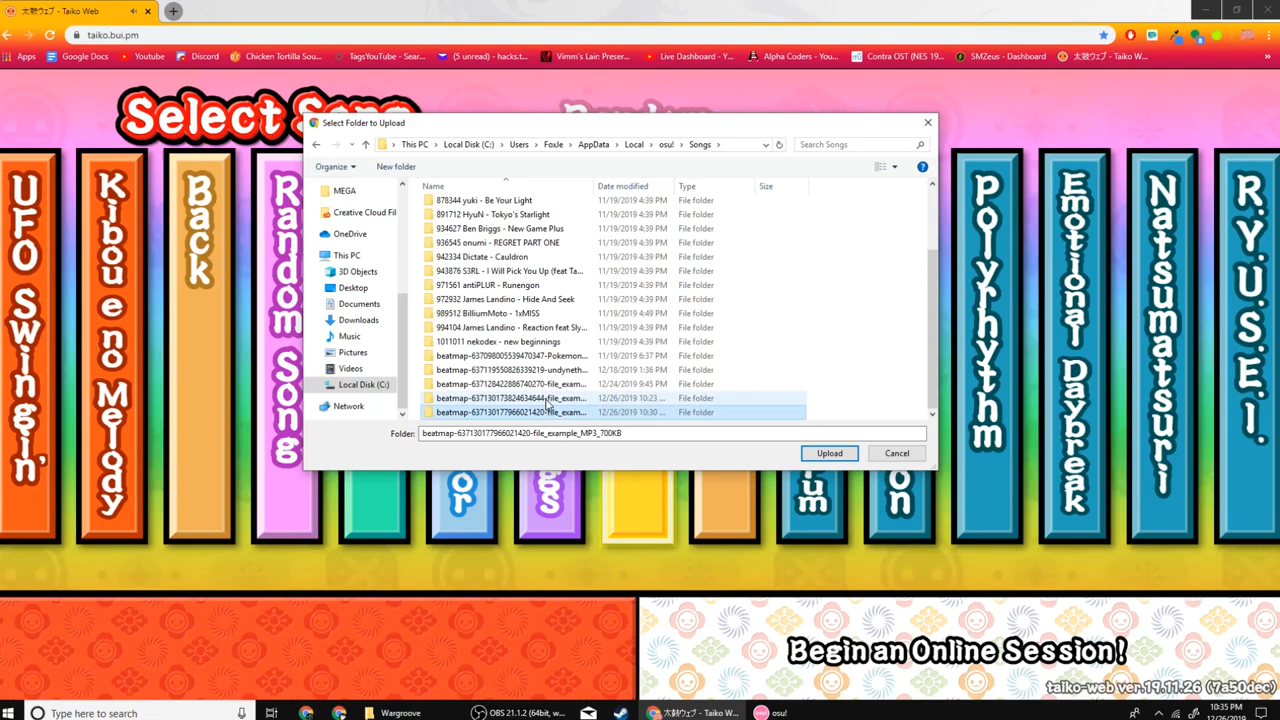 太鼓ウェブ - Taiko Web
taiko.bui.pm
Apps
Google Docs
Youtube
Discord
Chicken Tortilla Sou...
TagsYouTube - Sear...
(5 unread) - hacks.t...
Vimm's Lair: Preser...
Live Dashboard - Y...
Alpha Coders - You...
Contra OST (NES 19...
SMZeus - Discord
太鼓ウェブ - Taiko W...
»
Select Song
Random
UFO Swingin'
Kibou e no Melody
Back
Random Song
Polyrhythm
Emotional Daybreak
Natsumatsuri
R.Y.U.S.E.I.
Select Folder to Upload
This PC > Local Disk (C:) > Users > FoxJe > AppData > Local > osu! > Songs >
Search Songs
Organize
New folder
MEGA
Creative Cloud Fil
OneDrive
This PC
3D Objects
Desktop
Documents
Downloads
Music
Pictures
Videos
Local Disk (C:)
Network
Name Date modified Type Size
878344 yuki - Be Your Light 11/19/2019 4:39 PM File folder
891712 HyuN - Tokyo's Starlight 11/19/2019 4:39 PM File folder
934627 Ben Briggs - New Game Plus 11/19/2019 4:39 PM File folder
936545 onumi - REGRET PART ONE 11/19/2019 4:39 PM File folder
942334 Dictate - Cauldron 11/19/2019 4:39 PM File folder
943876 S3RL - I Will Pick You Up (feat Ta... 11/19/2019 4:39 PM File folder
971561 antiPLUR - Runengon 11/19/2019 4:39 PM File folder
972932 James Landino - Hide And Seek 11/19/2019 4:39 PM File folder
989512 BilliumMoto - 1xMISS 11/19/2019 4:49 PM File folder
994104 James Landino - Reaction feat Sly... 11/19/2019 4:39 PM File folder
1011011 nekodex - new beginnings 11/19/2019 4:39 PM File folder
beatmap-637098005539470347-Pokemon... 11/19/2019 6:37 PM File folder
beatmap-637119550826339219-undyneth... 12/18/2019 1:36 PM File folder
beatmap-637128422886740270-file_exam... 12/24/2019 9:45 PM File folder
beatmap-637130173824634644-file_exam... 12/26/2019 10:23 ... File folder
beatmap-637130177966021420-file_exam... 12/26/2019 10:30 ... File folder
Folder: beatmap-637130177966021420-file_example_MP3_700KB
Upload
Cancel
or
gs
um
on
Begin an Online Session!
taiko-web ver.19.11.26 (7a50dec)
Type here to search
Wargroove
OBS 21.1.2 (64bit, w...
太鼓ウェブ - Taiko W...
osu!
10:35 PM
12/26/2019